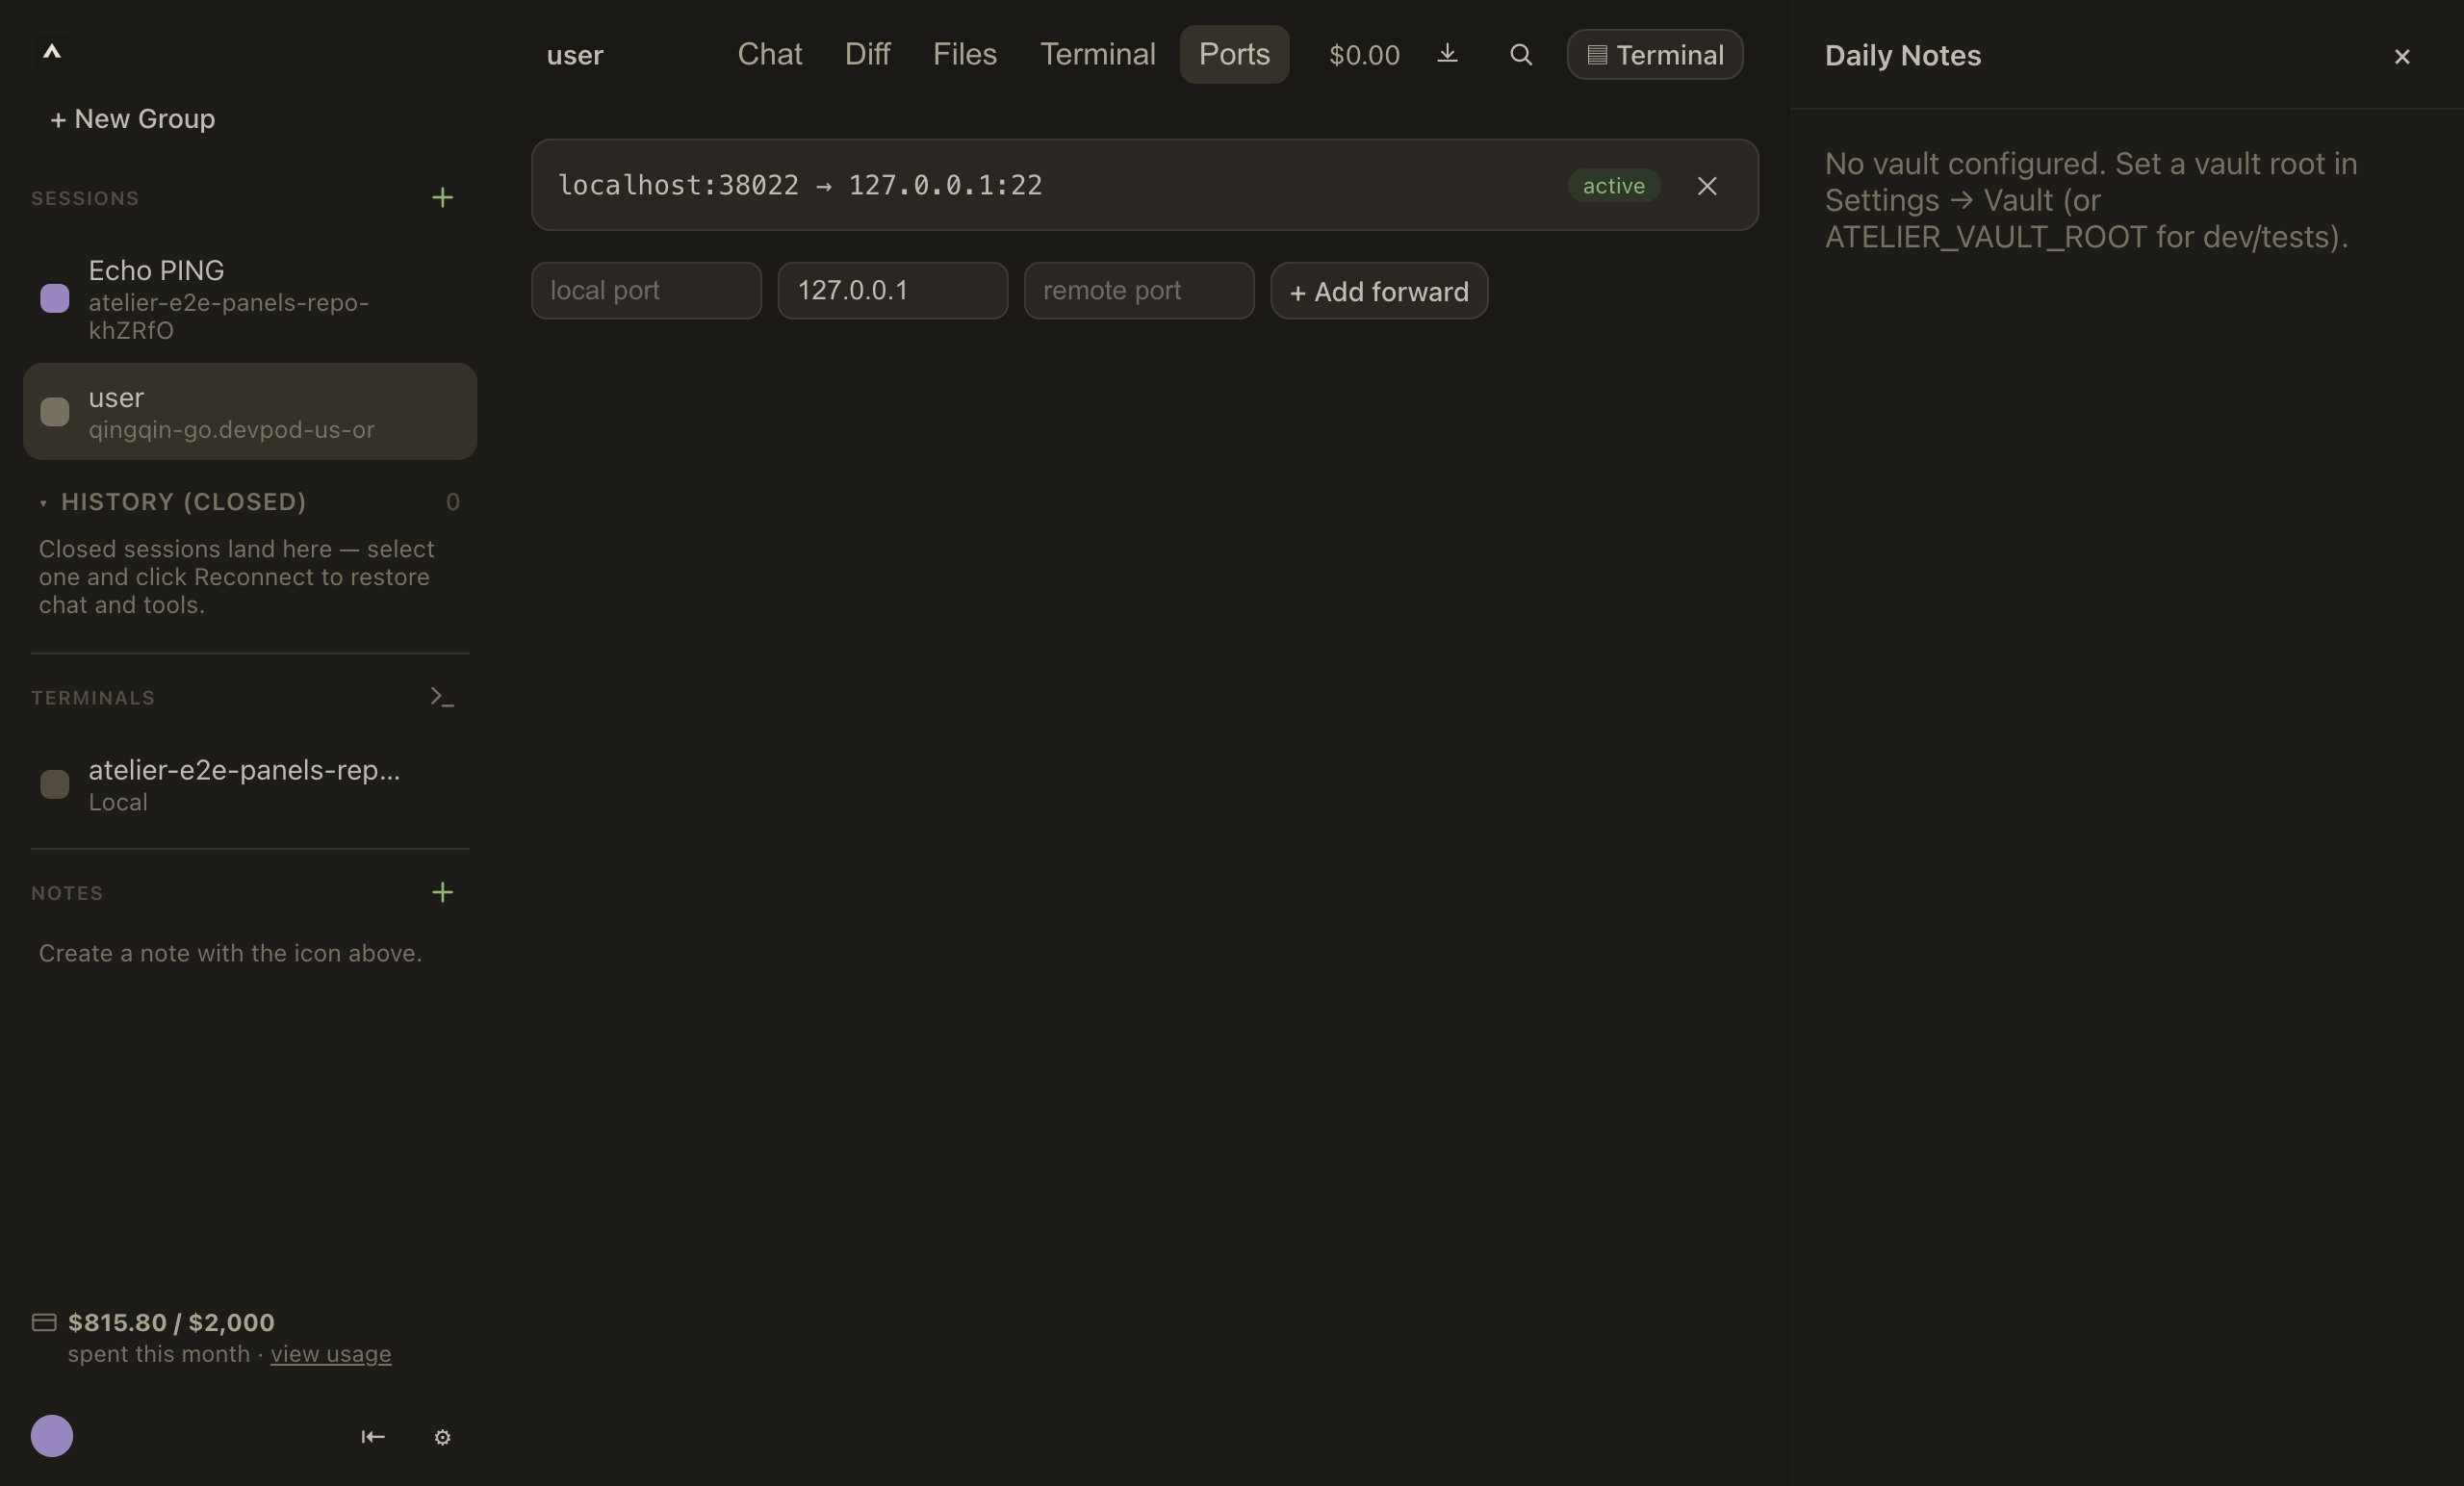 + New Group
SESSIONS
Echo PING
atelier-e2e-panels-repo-
khZRfO
user
qingqin-go.devpod-us-or
HISTORY (CLOSED) 0
Closed sessions land here — select
one and click Reconnect to restore
chat and tools.
TERMINALS
atelier-e2e-panels-rep...
Local
NOTES
Create a note with the icon above.
$815.80 / $2,000
spent this month · view usage
user Chat Diff Files Terminal Ports $0.00 Terminal
localhost:38022 → 127.0.0.1:22 active
local port 127.0.0.1 remote port + Add forward
Daily Notes
No vault configured. Set a vault root in
Settings → Vault (or
ATELIER_VAULT_ROOT for dev/tests).